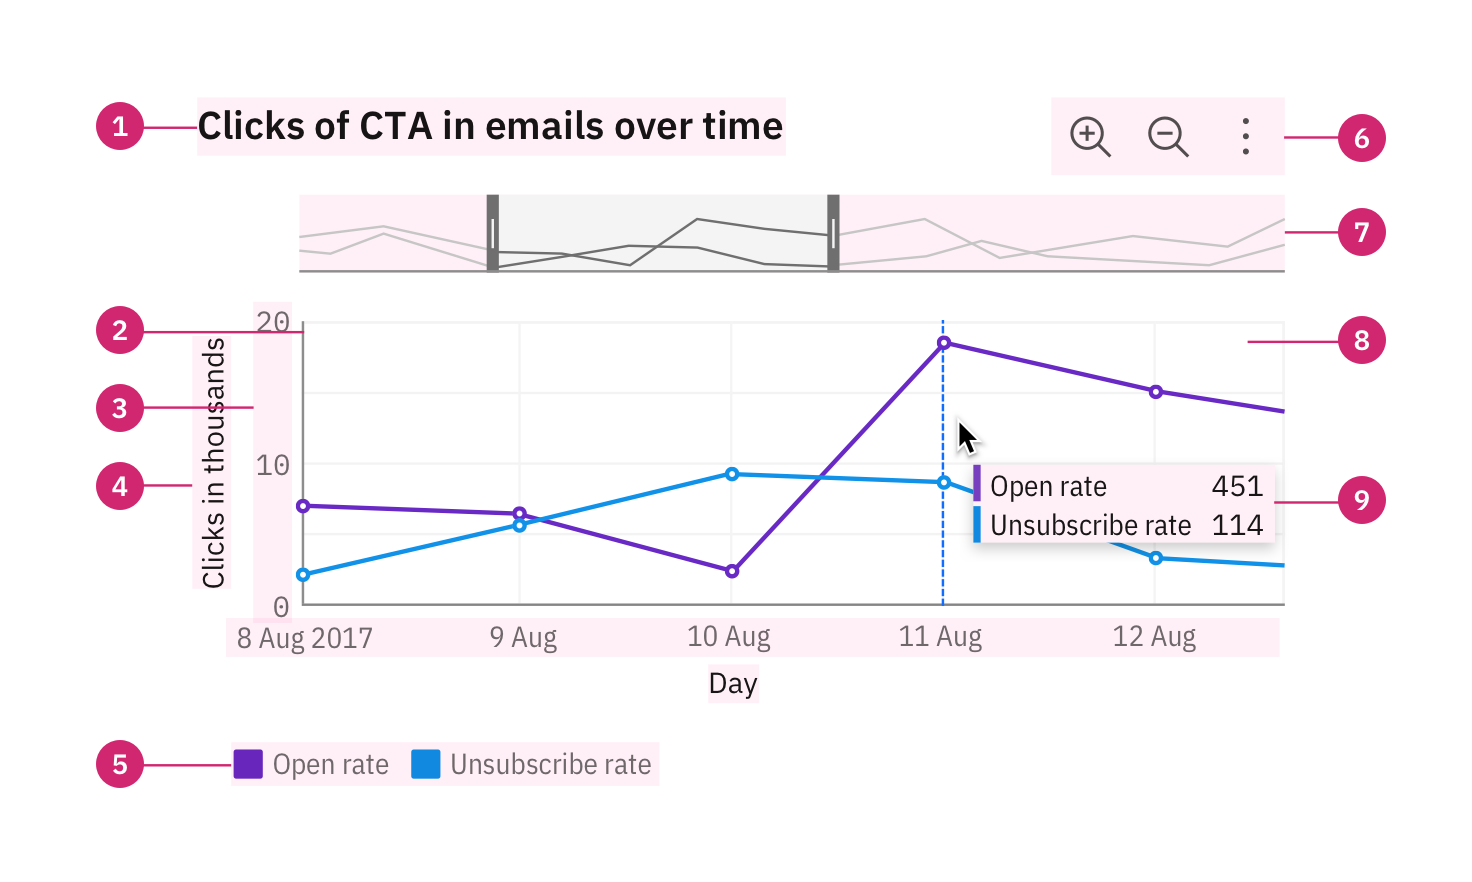 1 Clicks of CTA in emails over time 6
7
2 20
8
3
4 Clicks in thousands
10
Open rate 451
Unsubscribe rate 114
9
0
8 Aug 2017 9 Aug 10 Aug 11 Aug 12 Aug
Day
5 Open rate Unsubscribe rate